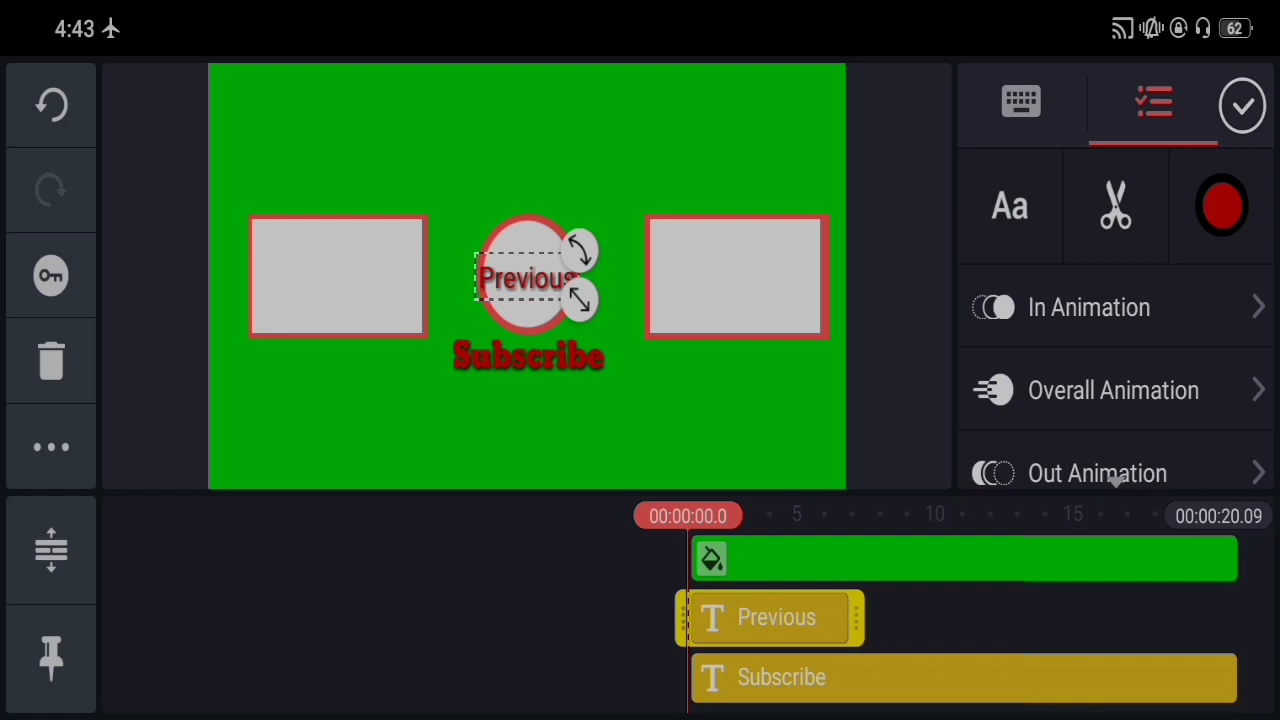 4:43
62
Aa
Previous
Subscribe
In Animation
Overall Animation
Out Animation
00:00:00.0
5
10
15
00:00:20.09
T Previous
T Subscribe